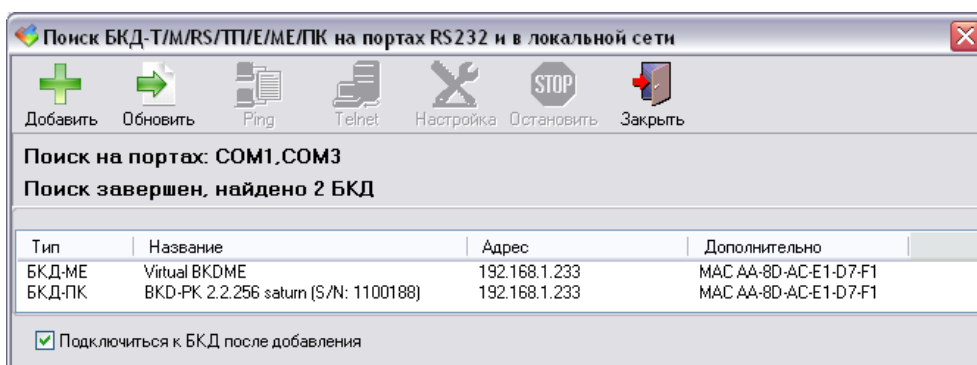 Поиск БКД-Т/М/RS/ТП/Е/МЕ/ПК на портах RS232 и в локальной сети
Добавить Обновить Ping Telnet Настройка STOP Остановить Закрыть
Поиск на портах: COM1,COM3
Поиск завершен, найдено 2 БКД
Тип Название Адрес Дополнительно
БКД-МЕ Virtual BKDME 192.168.1.233 MAC AA-8D-AC-E1-D7-F1
БКД-ПК BKD-PK 2.2.256 saturn (S/N: 1100188) 192.168.1.233 MAC AA-8D-AC-E1-D7-F1
Подключиться к БКД после добавления